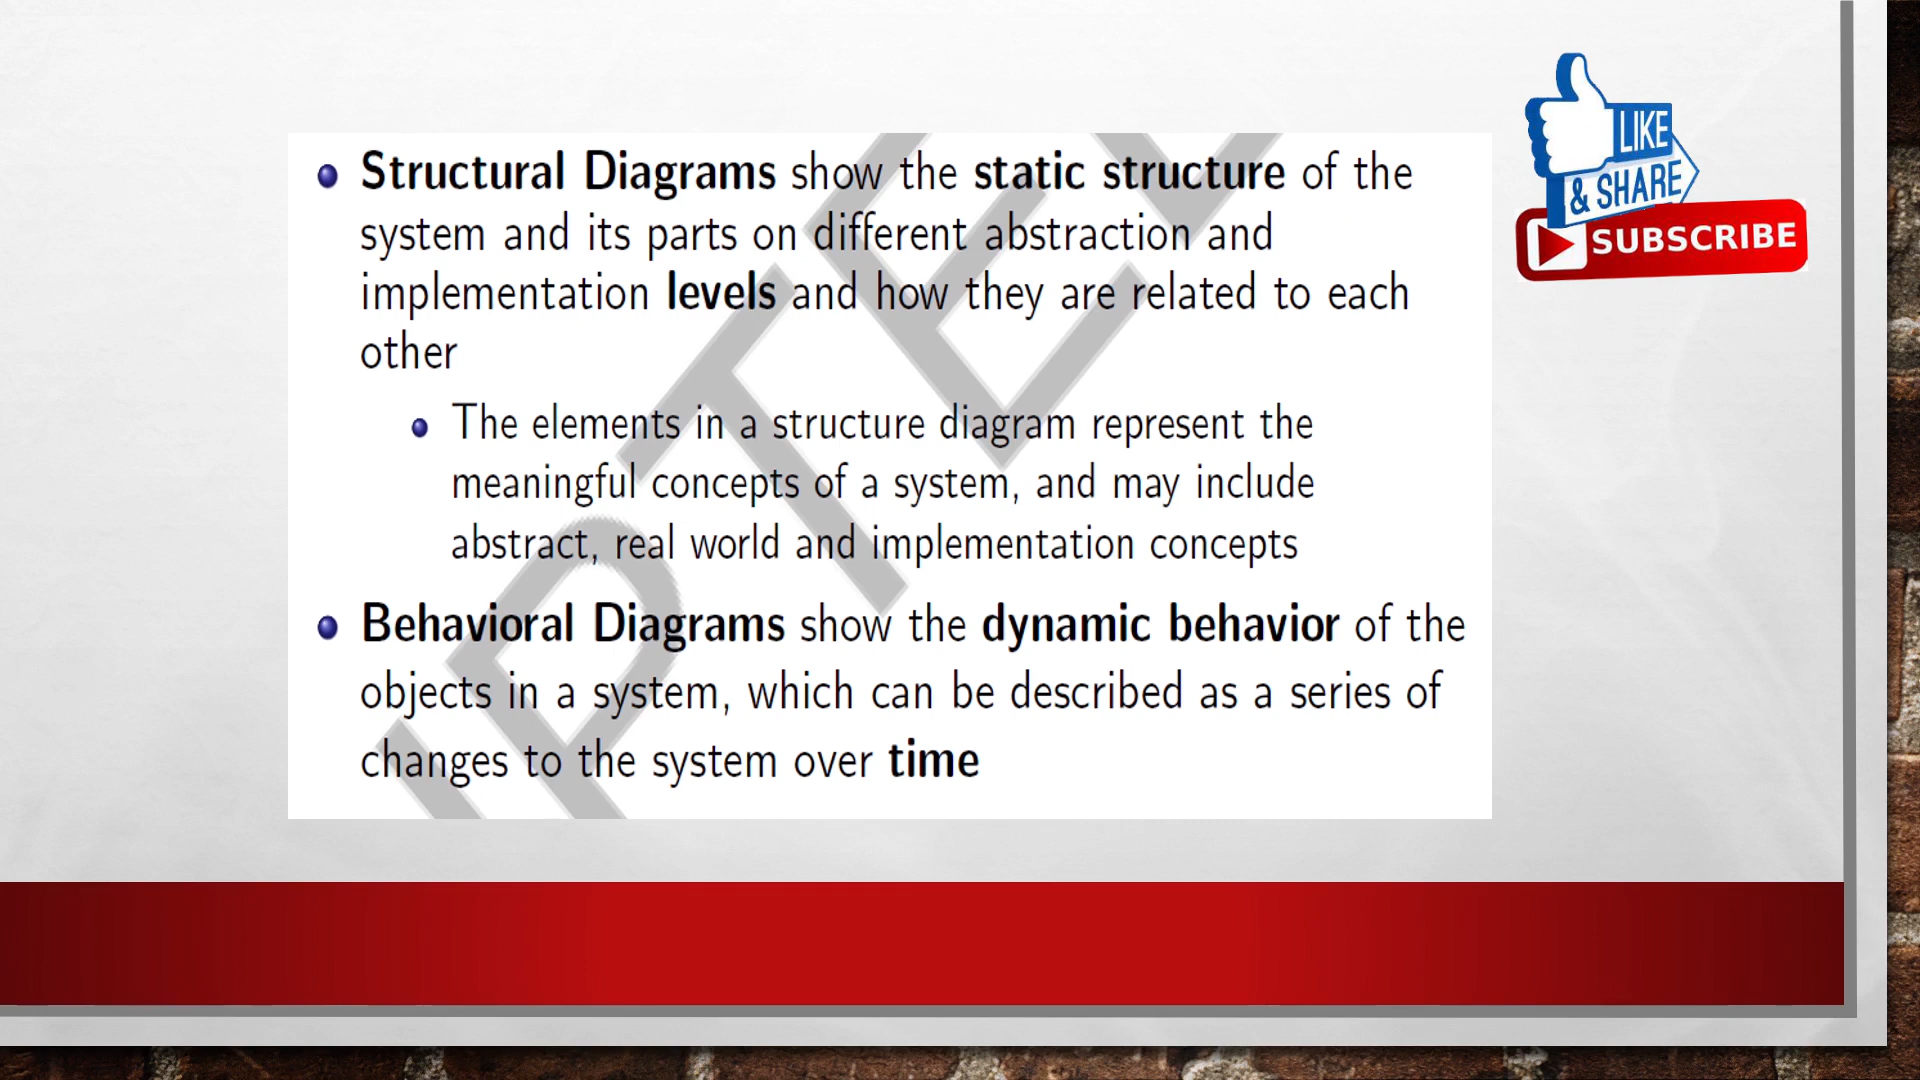 Structural Diagrams show the static structure of the
system and its parts on different abstraction and
implementation levels and how they are related to each
other
The elements in a structure diagram represent the
meaningful concepts of a system, and may include
abstract, real world and implementation concepts
Behavioral Diagrams show the dynamic behavior of the
objects in a system, which can be described as a series of
changes to the system over time
LIKE
& SHARE
SUBSCRIBE